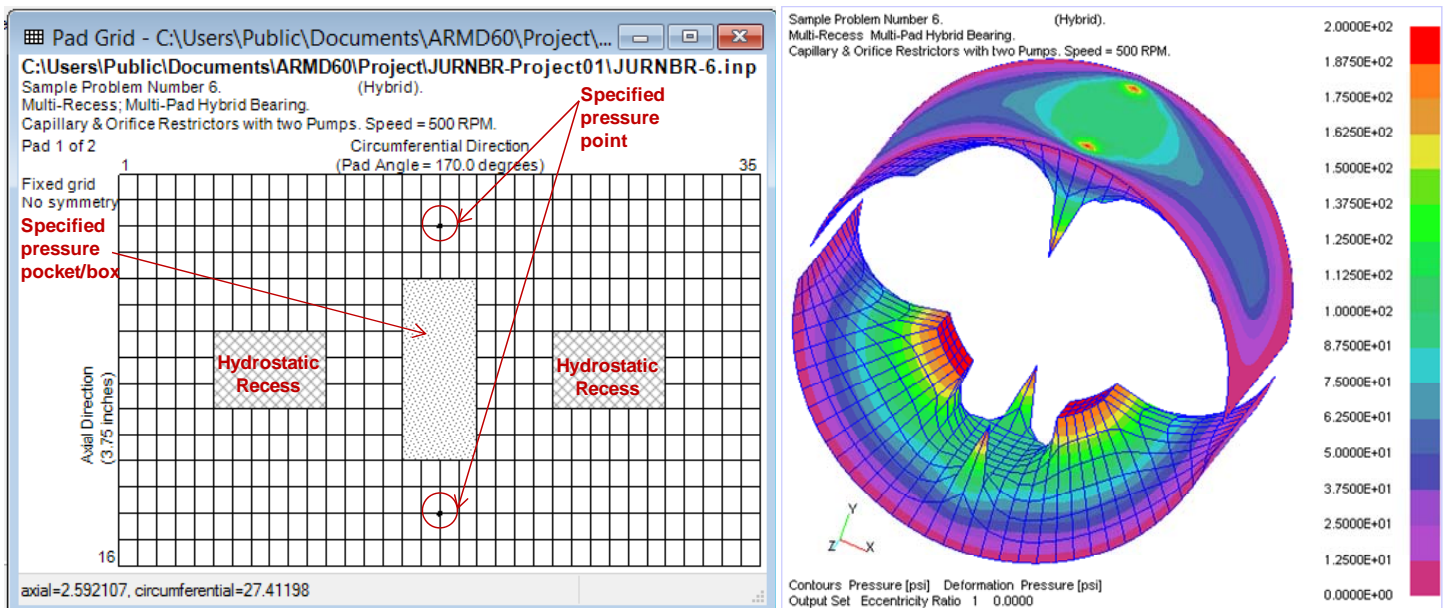 Pad Grid - C:\Users\Public\Documents\ARMD60\Project\...
C:\Users\Public\Documents\ARMD60\Project\JURNBR-Project01\JURNBR-6.inp
Sample Problem Number 6. (Hybrid).
Multi-Recess; Multi-Pad Hybrid Bearing.
Capillary & Orifice Restrictors with two Pumps. Speed = 500 RPM.
Pad 1 of 2
Circumferential Direction
(Pad Angle = 170.0 degrees)
1
35
Fixed grid
No symmetry
Specified
pressure
point
Specified
pressure
pocket/box
Hydrostatic
Recess
Hydrostatic
Recess
Axial Direction
(3.75 inches)
16
axial=2.592107, circumferential=27.41198
Sample Problem Number 6. (Hybrid).
Multi-Recess Multi-Pad Hybrid Bearing.
Capillary & Orifice Restrictors with two Pumps. Speed = 500 RPM.
2.0000E+02
1.8750E+02
1.7500E+02
1.6250E+02
1.5000E+02
1.3750E+02
1.2500E+02
1.1250E+02
1.0000E+02
8.7500E+01
7.5000E+01
6.2500E+01
5.0000E+01
3.7500E+01
2.5000E+01
1.2500E+01
0.0000E+00
Y
Z
X
Contours Pressure [psi] Deformation Pressure [psi]
Output Set Eccentricity Ratio 1 0.0000